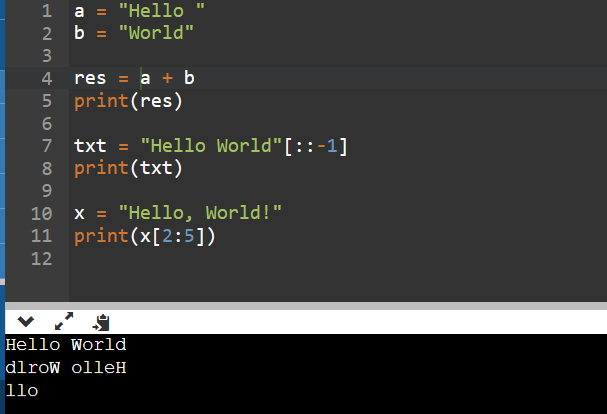 1 a = "Hello "
2 b = "World"
3
4 res = a + b
5 print(res)
6
7 txt = "Hello World"[::-1]
8 print(txt)
9
10 x = "Hello, World!"
11 print(x[2:5])
12
Hello World
dlroW olleH
llo